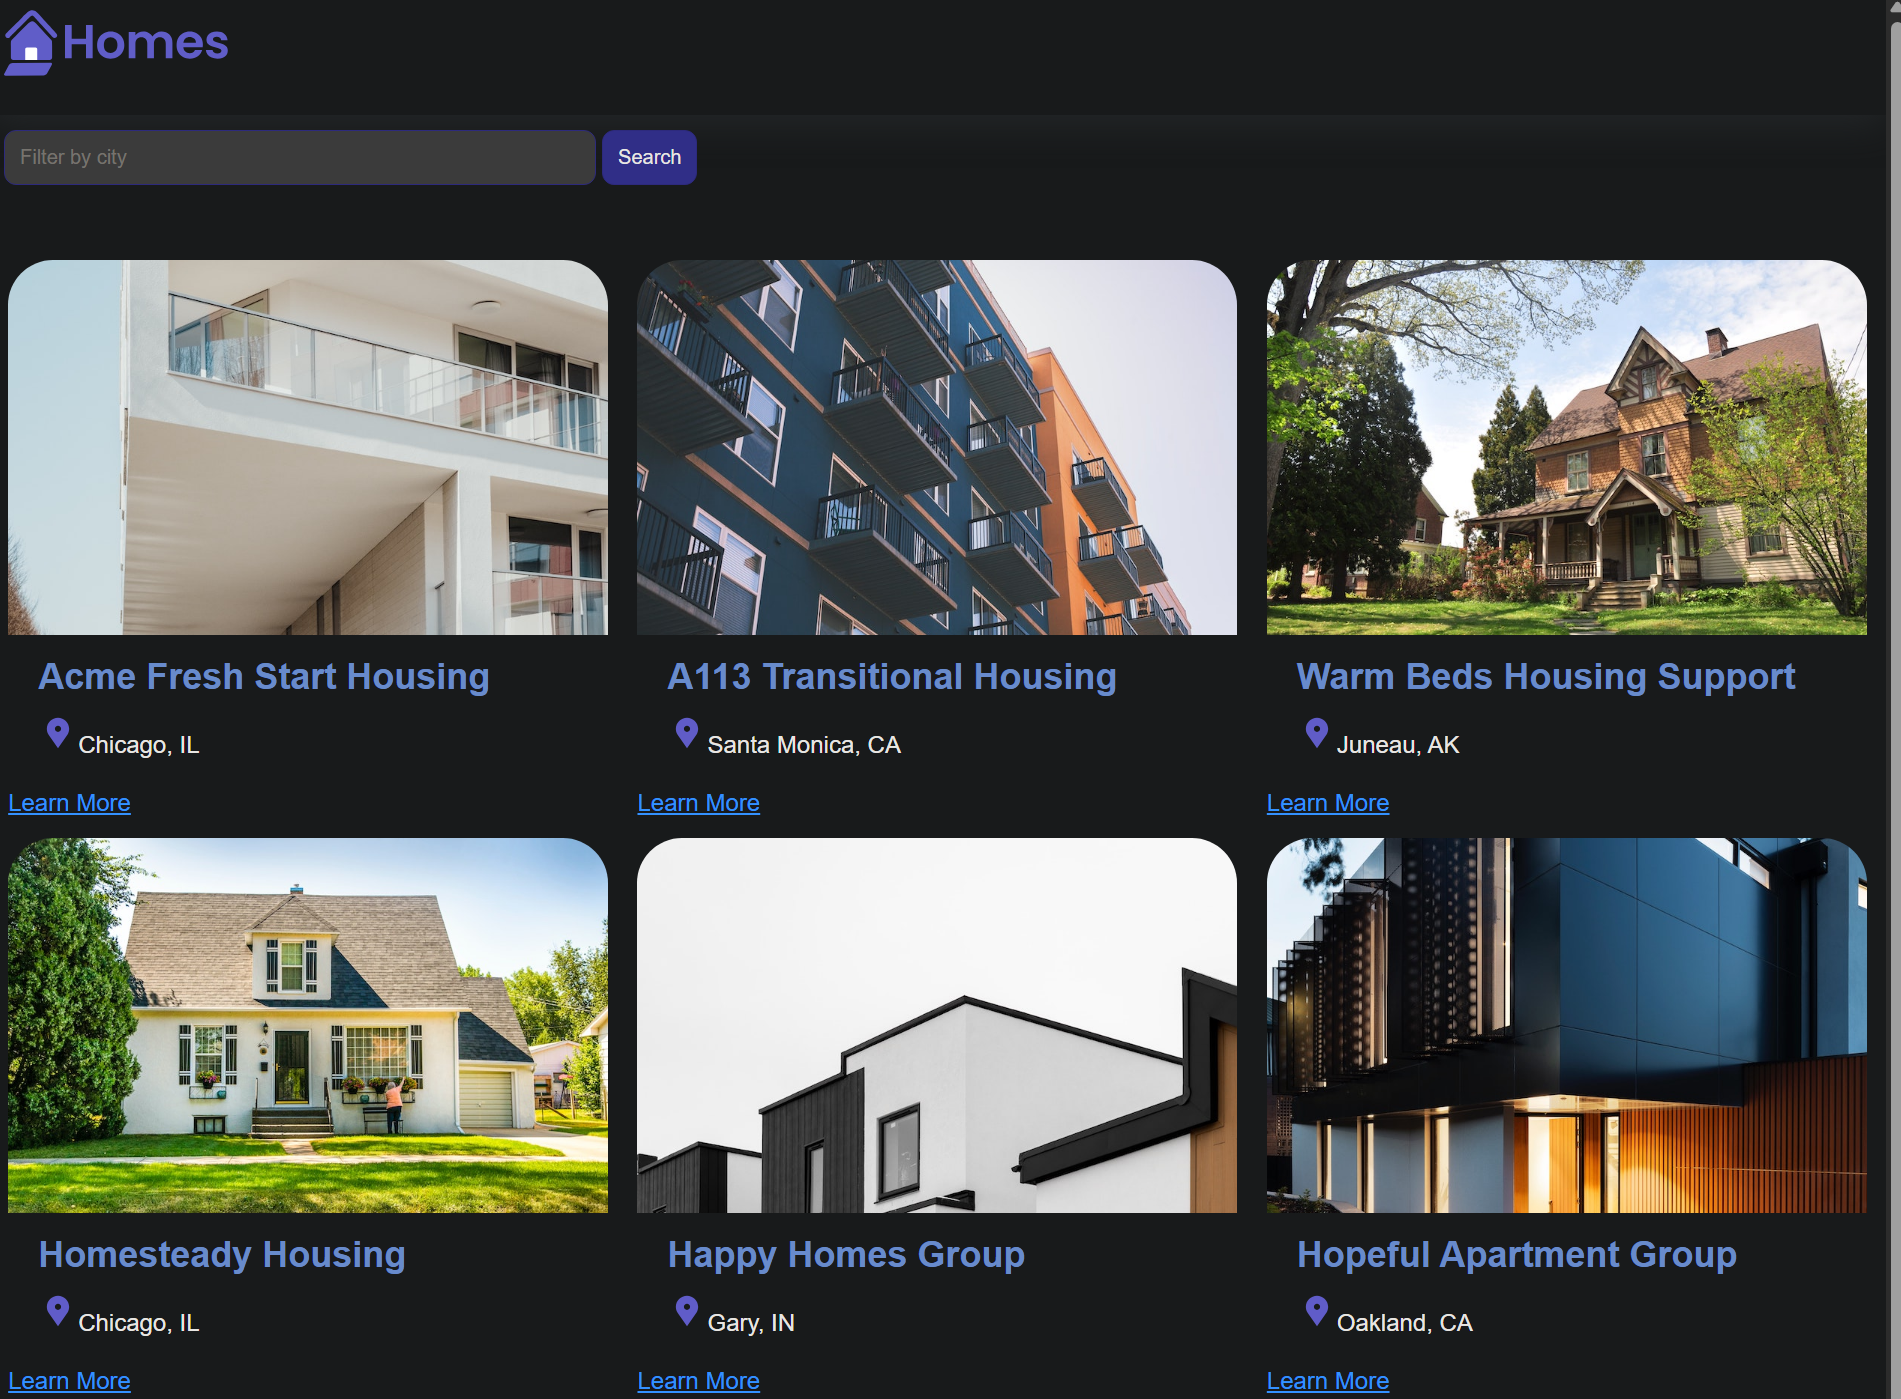 Homes
Filter by city
Search
Acme Fresh Start Housing
Chicago, IL
Learn More
A113 Transitional Housing
Santa Monica, CA
Learn More
Warm Beds Housing Support
Juneau, AK
Learn More
Homesteady Housing
Chicago, IL
Learn More
Happy Homes Group
Gary, IN
Learn More
Hopeful Apartment Group
Oakland, CA
Learn More